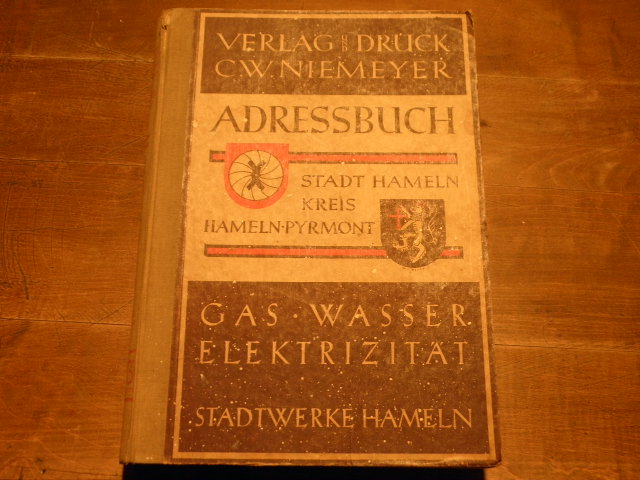 VERLAG UND DRUCK
C.W. NIEMEYER
ADRESSBUCH
STADT HAMELN
KREIS
HAMELN·PYRMONT
GAS · WASSER
ELEKTRIZITÄT
STADTWERKE HAMELN